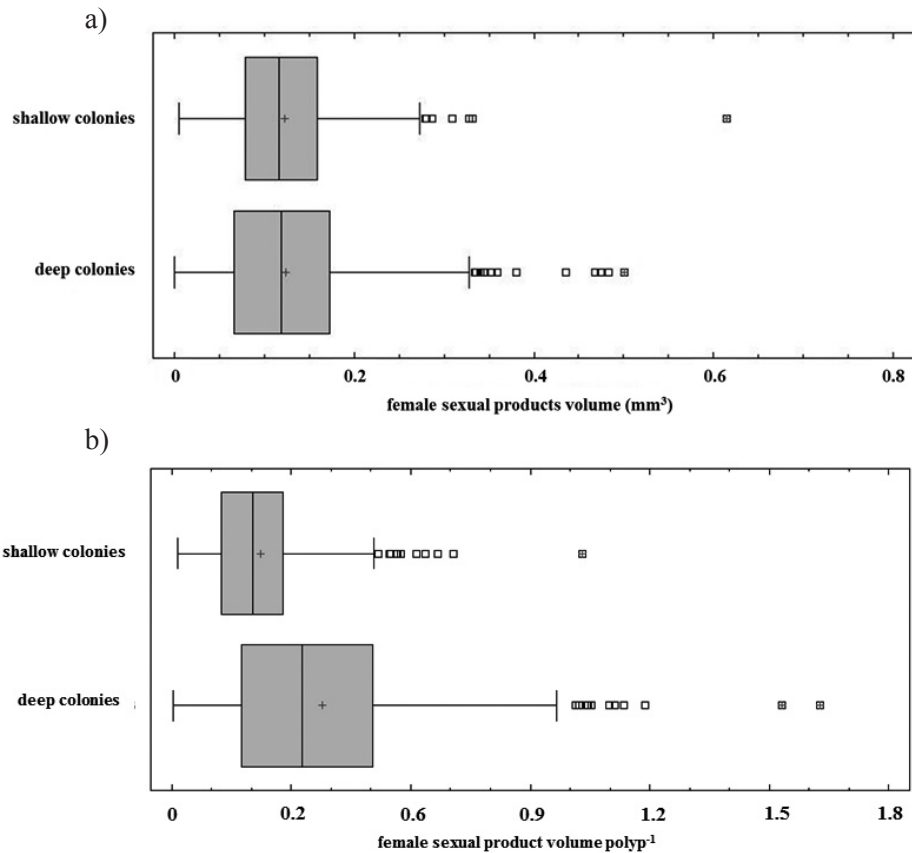 a)
shallow colonies
deep colonies
0 0.2 0.4 0.6 0.8
female sexual products volume (mm³)
b)
shallow colonies
deep colonies
0 0.2 0.6 0.9 1.2 1.5 1.8
female sexual product volume polyp⁻¹